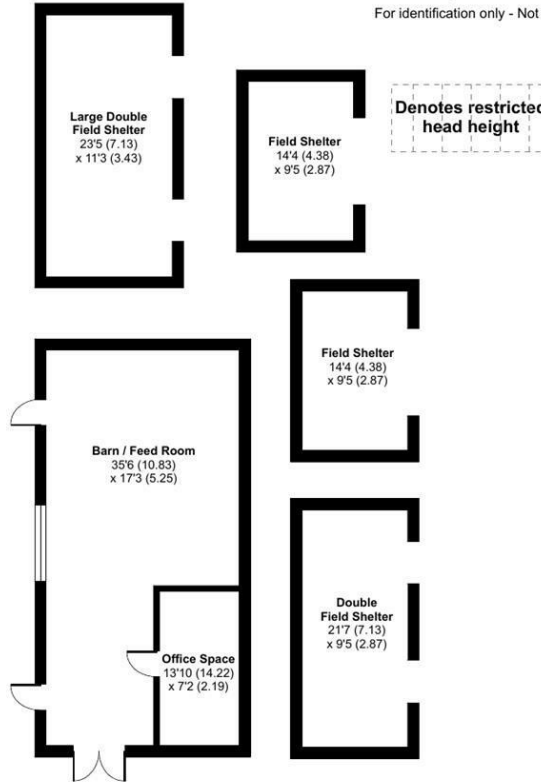 For identification only - Not
Large Double
Field Shelter
23'5 (7.13)
x 11'3 (3.43)
Field Shelter
14'4 (4.38)
x 9'5 (2.87)
Denotes restricted
head height
Field Shelter
14'4 (4.38)
x 9'5 (2.87)
Barn / Feed Room
35'6 (10.83)
x 17'3 (5.25)
Office Space
13'10 (14.22)
x 7'2 (2.19)
Double
Field Shelter
21'7 (7.13)
x 9'5 (2.87)